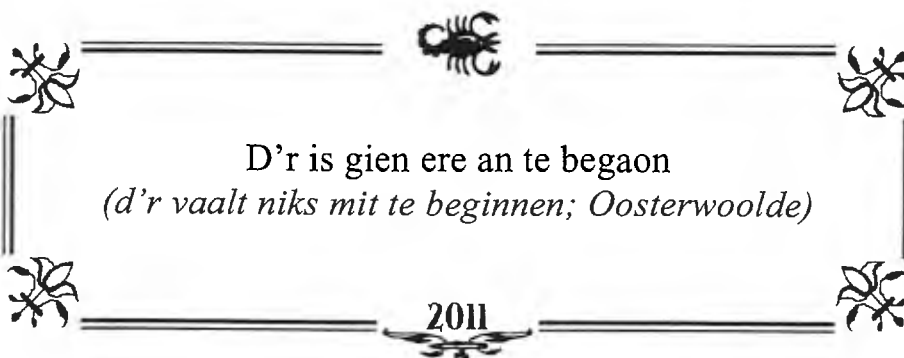 D’r is gien ere an te begaon
(d’r vaalt niks mit te beginnen; Oosterwoolde)
2011